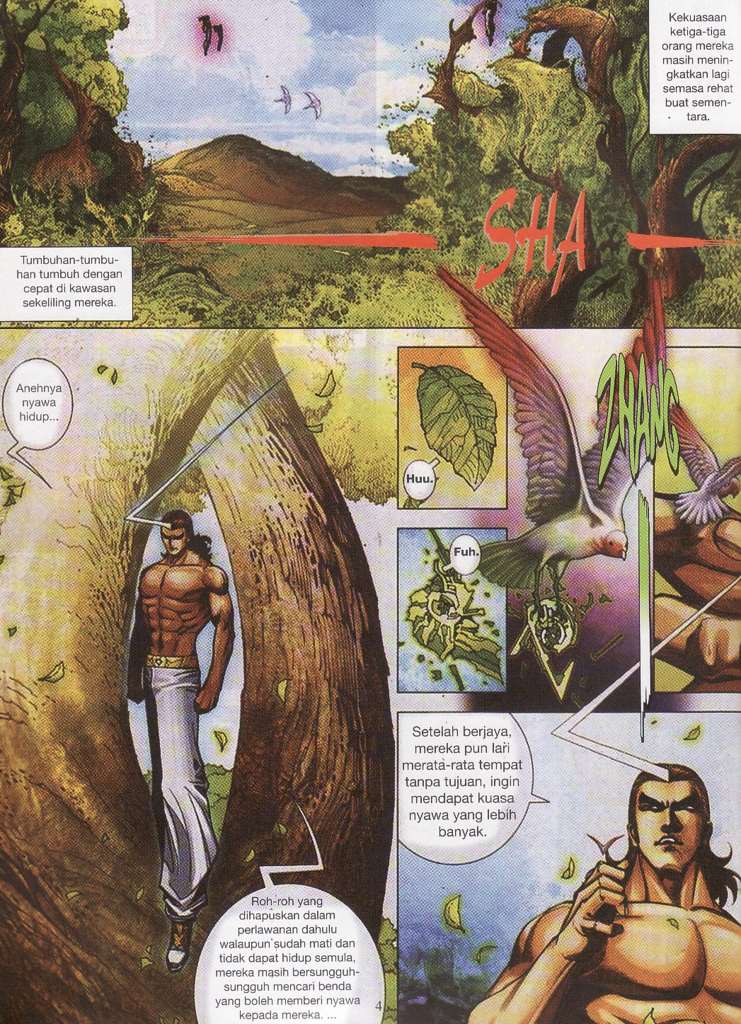 Kekuasaan
ketiga-tiga
orang mereka
masih menin-
gkatkan lagi
semasa rehat
buat semen-
tara.
SHA
Tumbuhan-tumbu-
han tumbuh dengan
cepat di kawasan
sekeliling mereka.
Anehnya
nyawa
hidup...
Huu.
ZHANG
Fuh.
Setelah berjaya,
mereka pun lari
merata-rata tempat
tanpa tujuan, ingin
mendapat kuasa
nyawa yang lebih
banyak.
Roh-roh yang
dihapuskan dalam
perlawanan dahulu
walaupun sudah mati dan
tidak dapat hidup semula,
mereka masih bersungguh-
sungguh mencari benda
yang boleh memberi nyawa
kepada mereka. ...
4